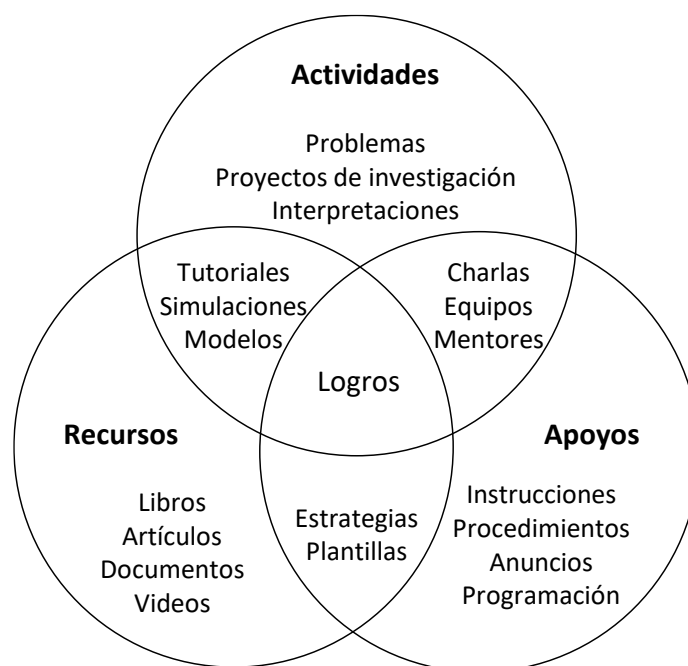 Actividades
Problemas
Proyectos de investigación
Interpretaciones
Tutoriales
Simulaciones
Modelos
Charlas
Equipos
Mentores
Logros
Recursos
Libros
Artículos
Documentos
Videos
Estrategias
Plantillas
Apoyos
Instrucciones
Procedimientos
Anuncios
Programación